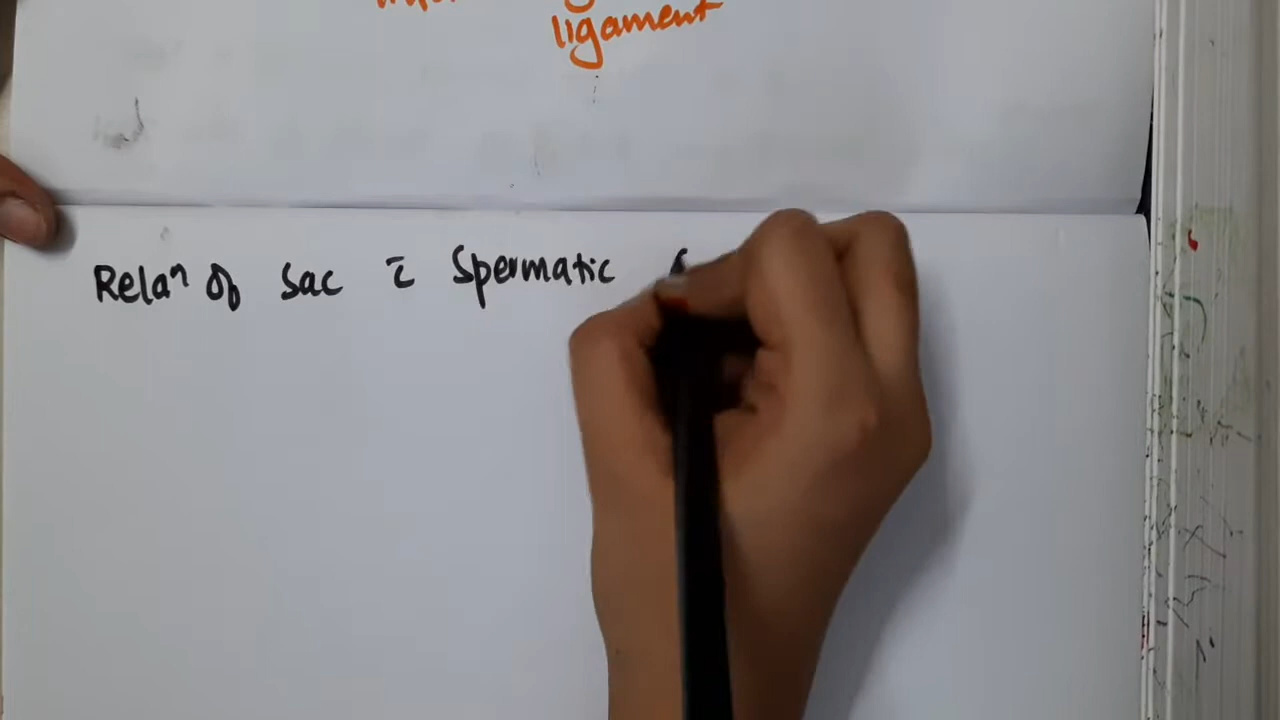 ligament
Relaⁿ of sac c̄ Spermatic